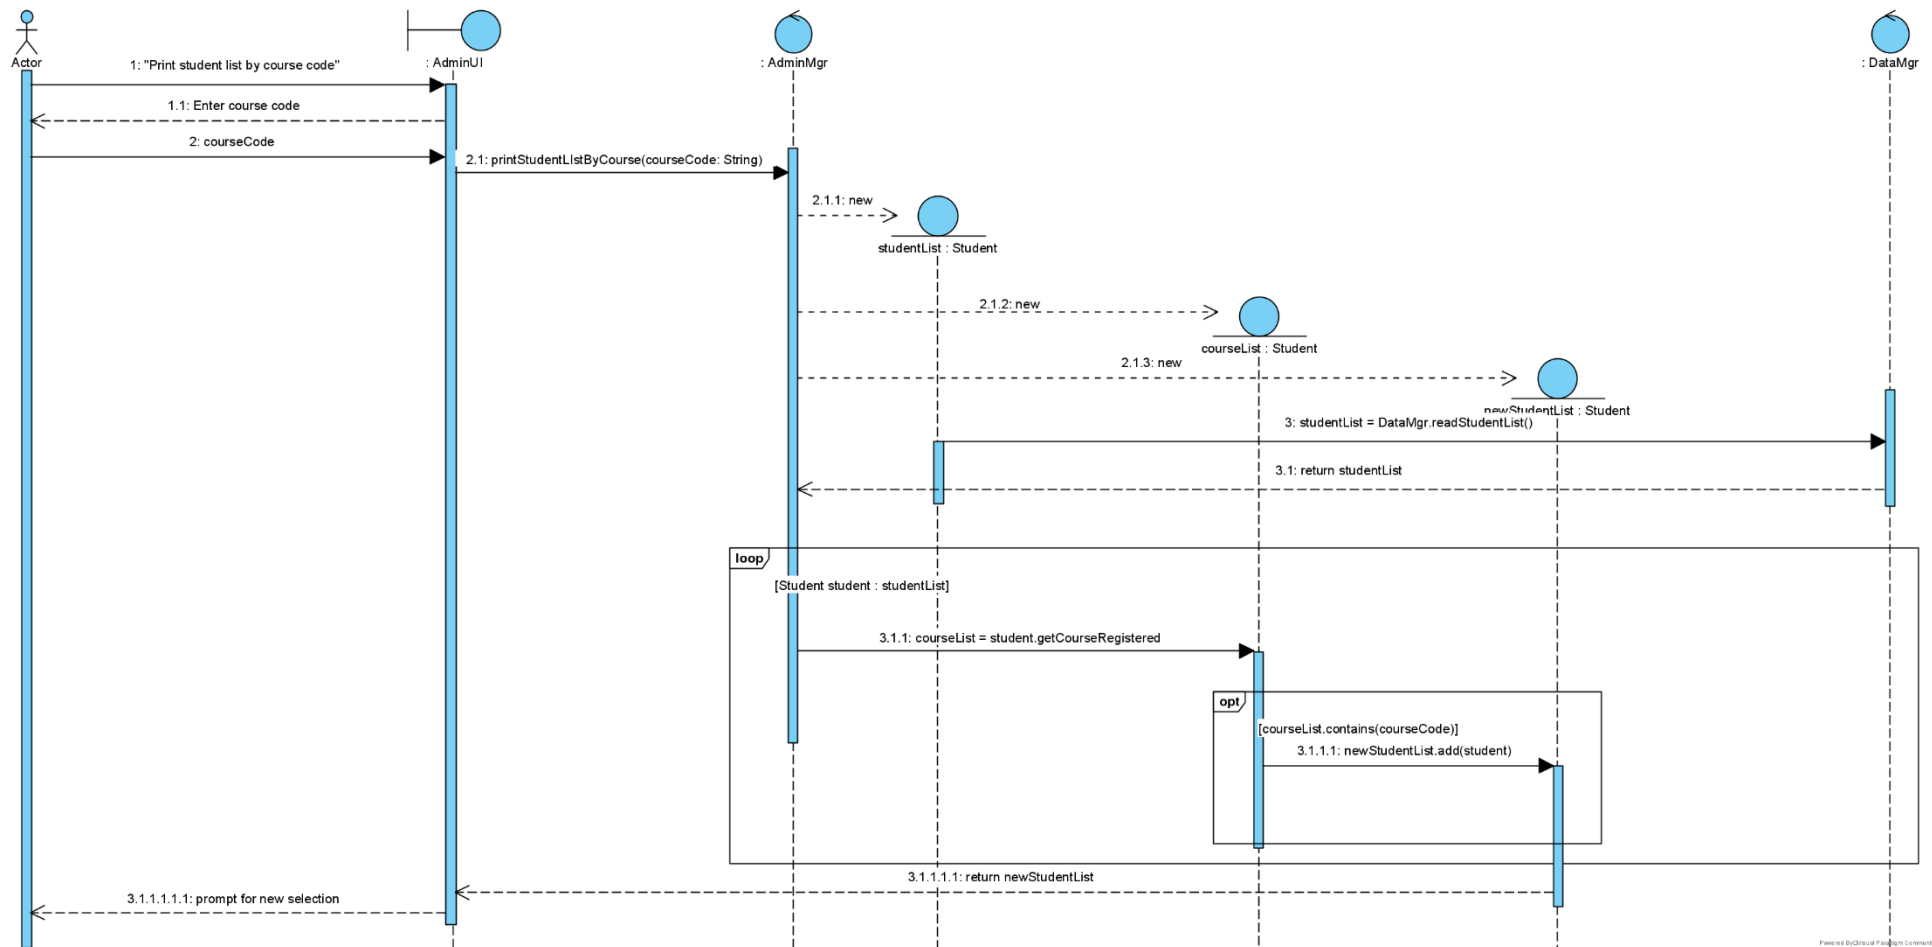 Actor
: AdminUI
: AdminMgr
: DataMgr
1: "Print student list by course code"
1.1: Enter course code
2: courseCode
2.1: printStudentLIstByCourse(courseCode: String)
2.1.1: new
studentList : Student
2.1.2: new
courseList : Student
2.1.3: new
newStudentList : Student
3: studentList = DataMgr.readStudentList()
3.1: return studentList
loop
[Student student : studentList]
3.1.1: courseList = student.getCourseRegistered
opt
[courseList.contains(courseCode)]
3.1.1.1: newStudentList.add(student)
3.1.1.1.1: return newStudentList
3.1.1.1.1.1: prompt for new selection
Visual Paradigm